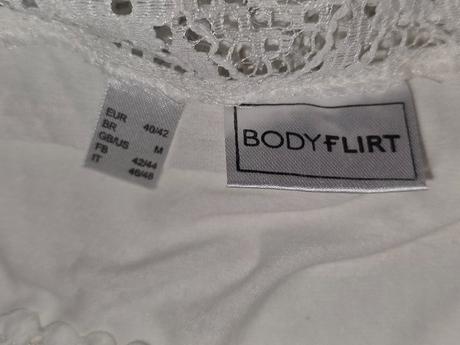 EUR 40/42
BR
GB/US M
FB 42/44
IT 46/48
BODYFLIRT